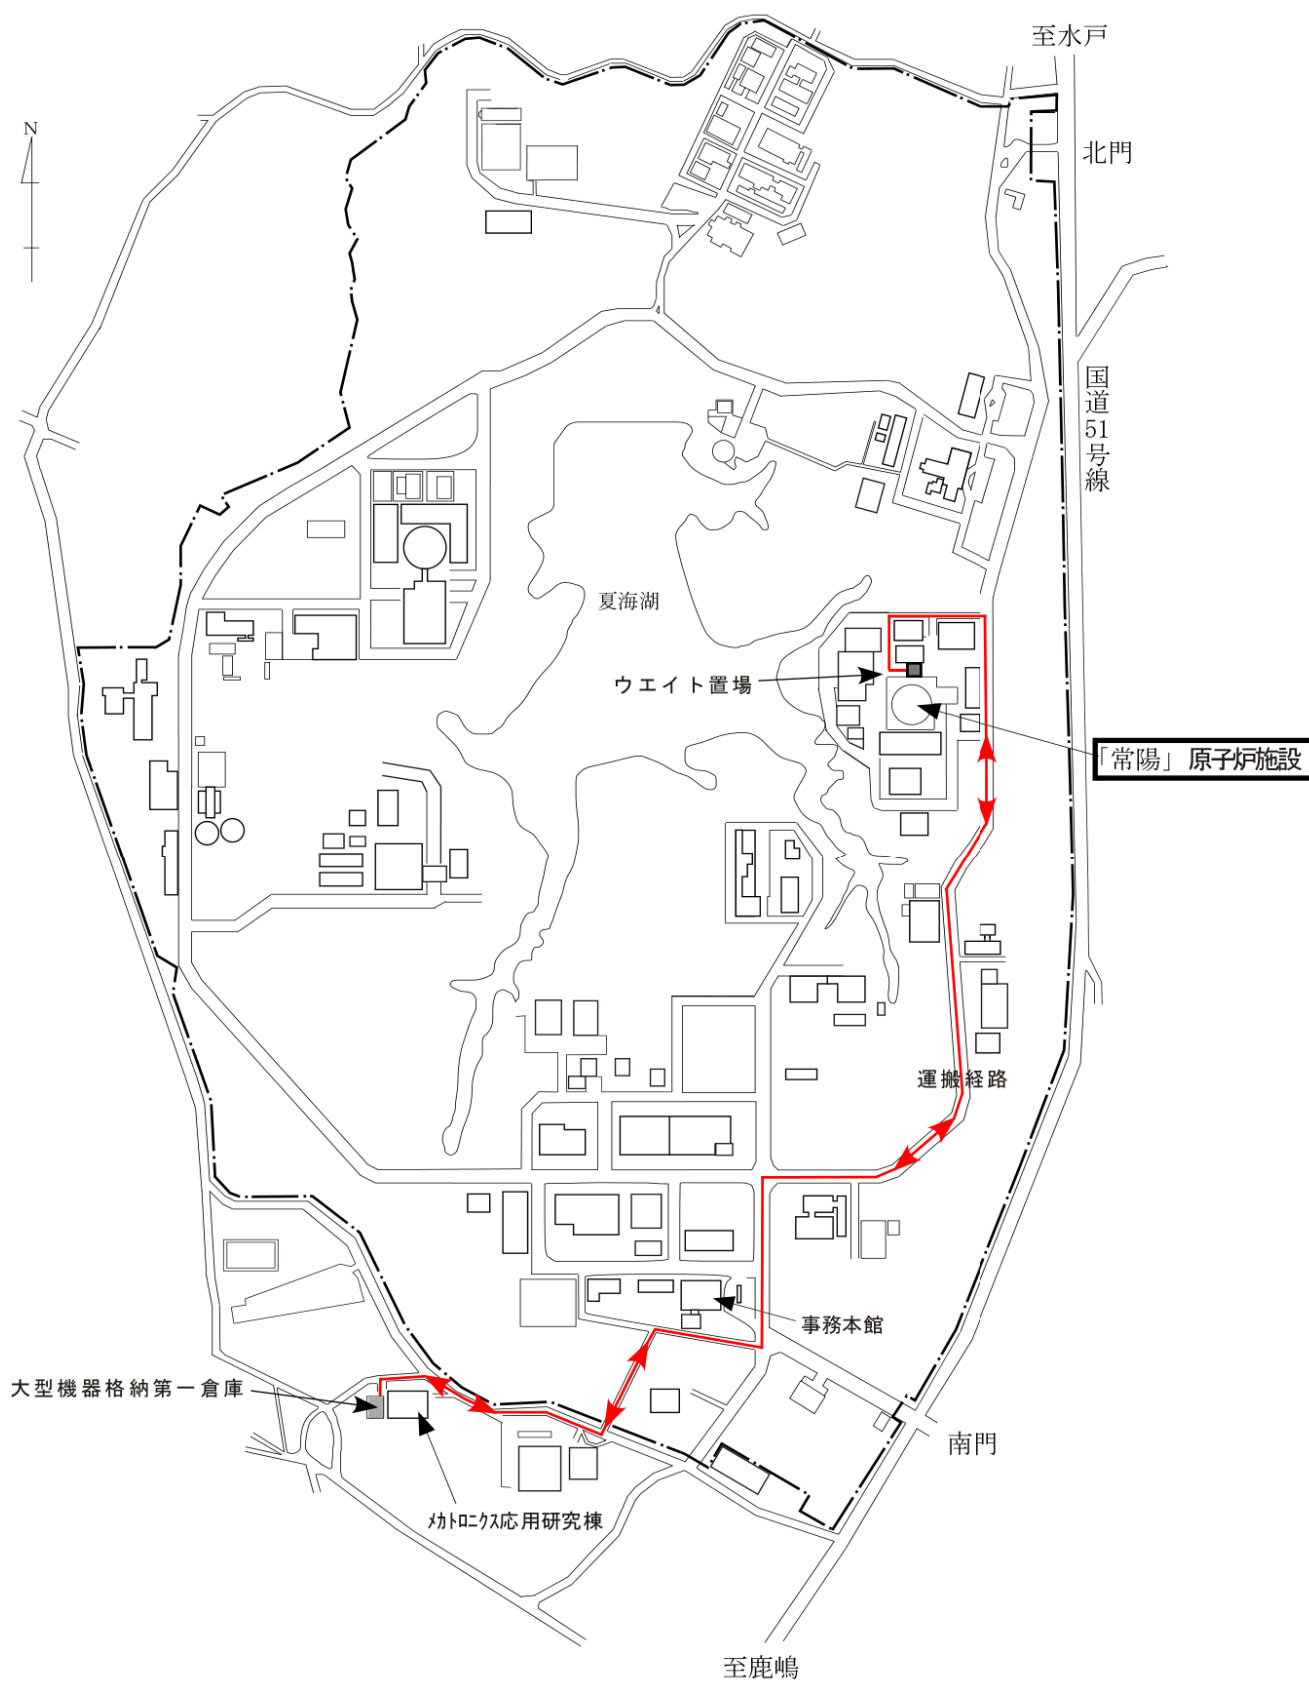 至水戸
N
北門
国道51号線
夏海湖
ウエイト置場
「常陽」 原子炉施設
運搬経路
事務本館
大型機器格納第一倉庫
南門
メカトロニクス応用研究棟
至鹿嶋